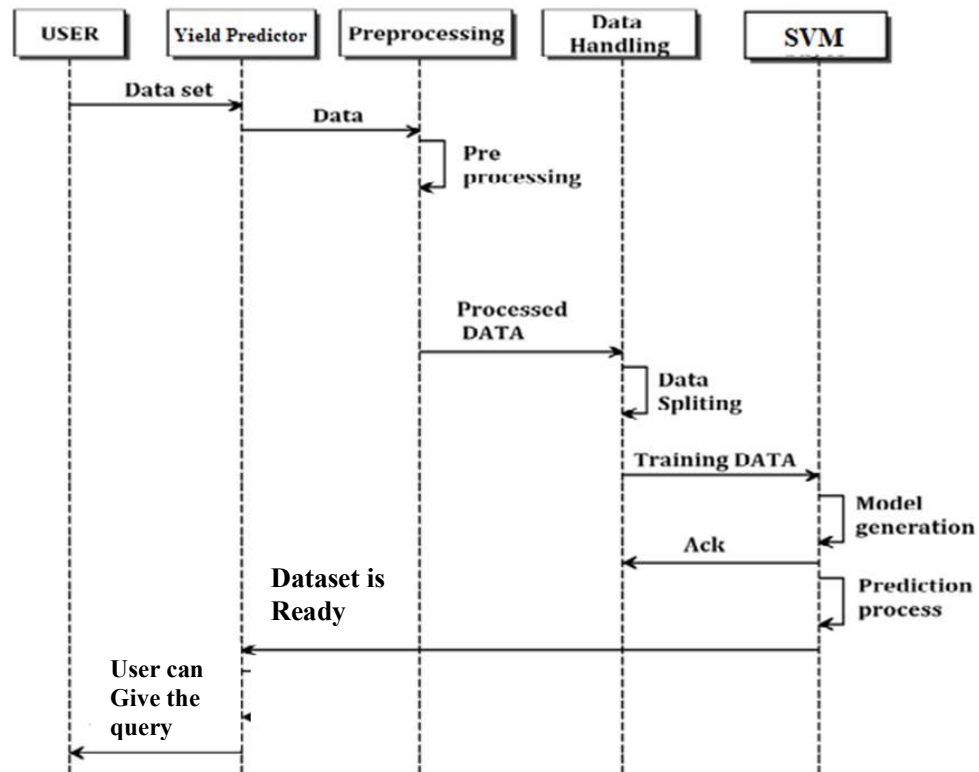 USER
Yield Predictor
Preprocessing
Data
Handling
SVM
Data set
Data
Pre
processing
Processed
DATA
Data
Spliting
Training DATA
Model
generation
Ack
Dataset is
Ready
Prediction
process
User can
Give the
query